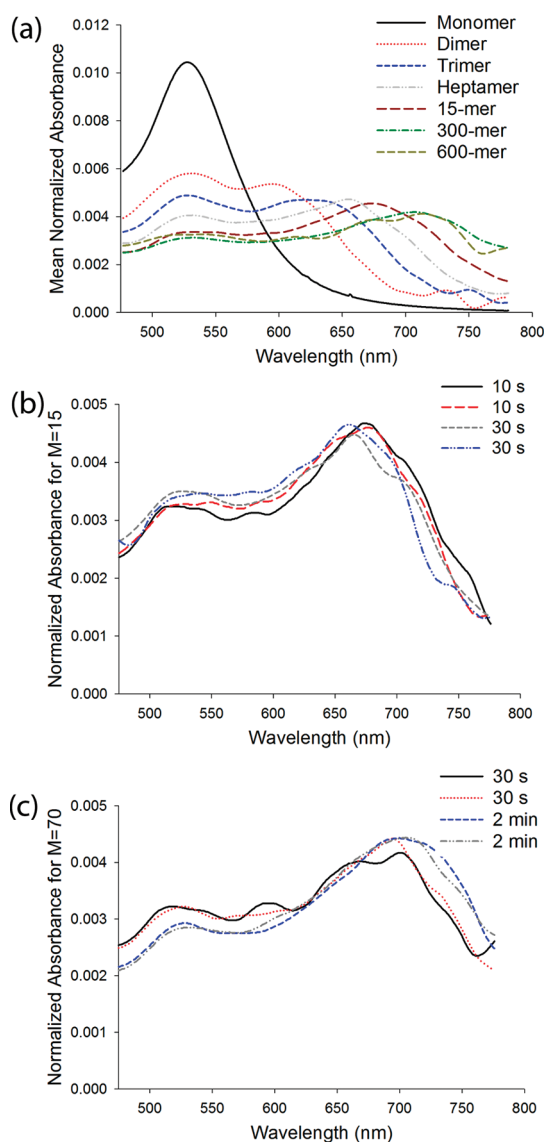 (a)
Mean Normalized Absorbance
0.012
0.010
0.008
0.006
0.004
0.002
0.000
Monomer
Dimer
Trimer
Heptamer
15-mer
300-mer
600-mer
500 550 600 650 700 750 800
Wavelength (nm)
(b)
Normalized Absorbance for M=15
0.005
0.004
0.003
0.002
0.001
0.000
10 s
10 s
30 s
30 s
500 550 600 650 700 750 800
Wavelength (nm)
(c)
Normalized Absorbance for M=70
0.005
0.004
0.003
0.002
0.001
0.000
30 s
30 s
2 min
2 min
500 550 600 650 700 750 800
Wavelength (nm)